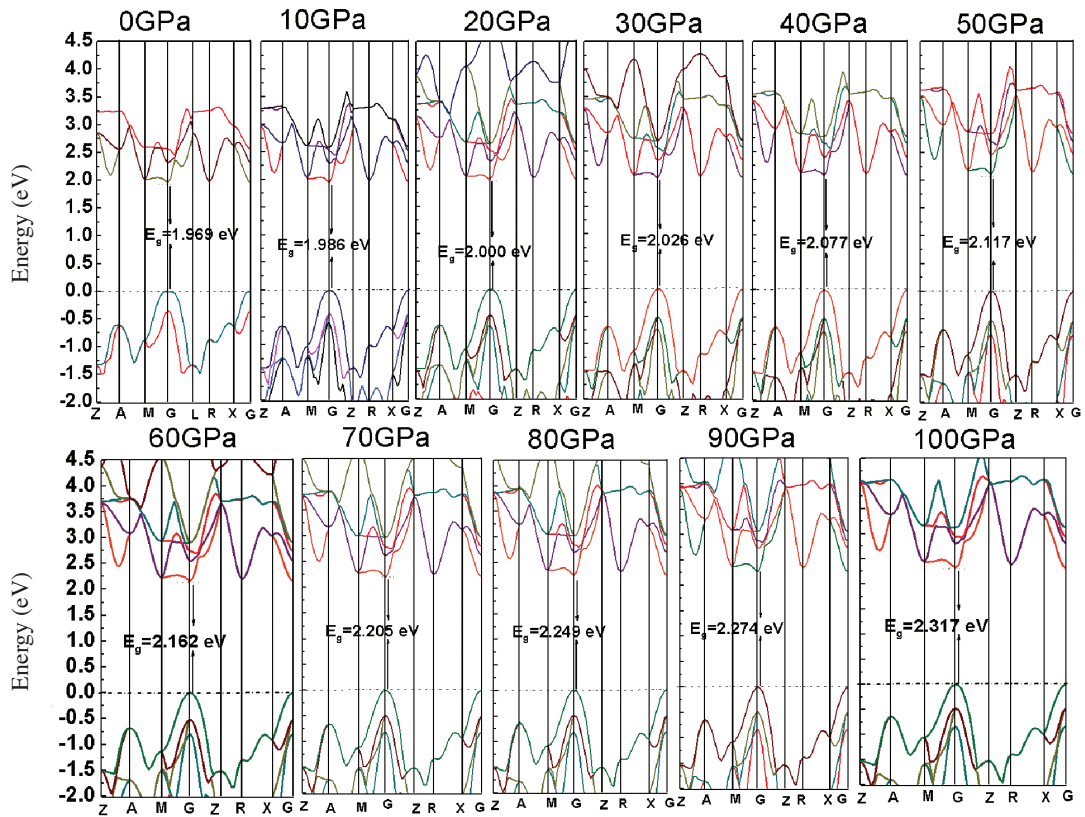 0GPa 10GPa 20GPa 30GPa 40GPa 50GPa
Energy (eV)
4.5
4.0
3.5
3.0
2.5
2.0
1.5
1.0
0.5
0.0
-0.5
-1.0
-1.5
-2.0
Eg=1.969 eV
Eg=1.986 eV
Eg=2.000 eV
Eg=2.026 eV
Eg=2.077 eV
Eg=2.117 eV
Z A M G L R X G
Z A M G Z R X G
Z A M G Z R X G
Z A M G Z R X G
Z A M G Z R X G
Z A M G Z R X G
60GPa 70GPa 80GPa 90GPa 100GPa
Energy (eV)
4.5
4.0
3.5
3.0
2.5
2.0
1.5
1.0
0.5
0.0
-0.5
-1.0
-1.5
-2.0
Eg=2.162 eV
Eg=2.205 eV
Eg=2.249 eV
Eg=2.274 eV
Eg=2.317 eV
Z A M G Z R X G
Z A M G Z R X G
Z A M G Z R X G
Z A M G Z R X G
Z A M G Z R X G